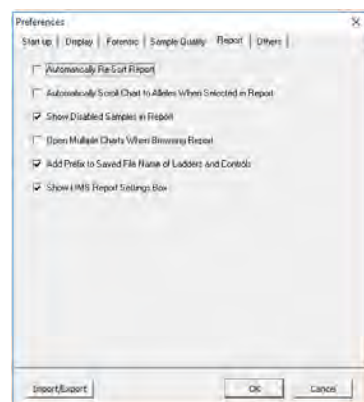 Preferences
Start up | Display | Forensic | Sample Quality | Report | Others
Automatically Re-Sort Report
Automatically Scroll Chart to Alleles When Selected in Report
Show Disabled Samples in Report
Open Multiple Charts When Browsing Report
Add Prefix to Saved File Name of Ladders and Controls
Show LIMS Report Settings Box
Import/Export OK Cancel